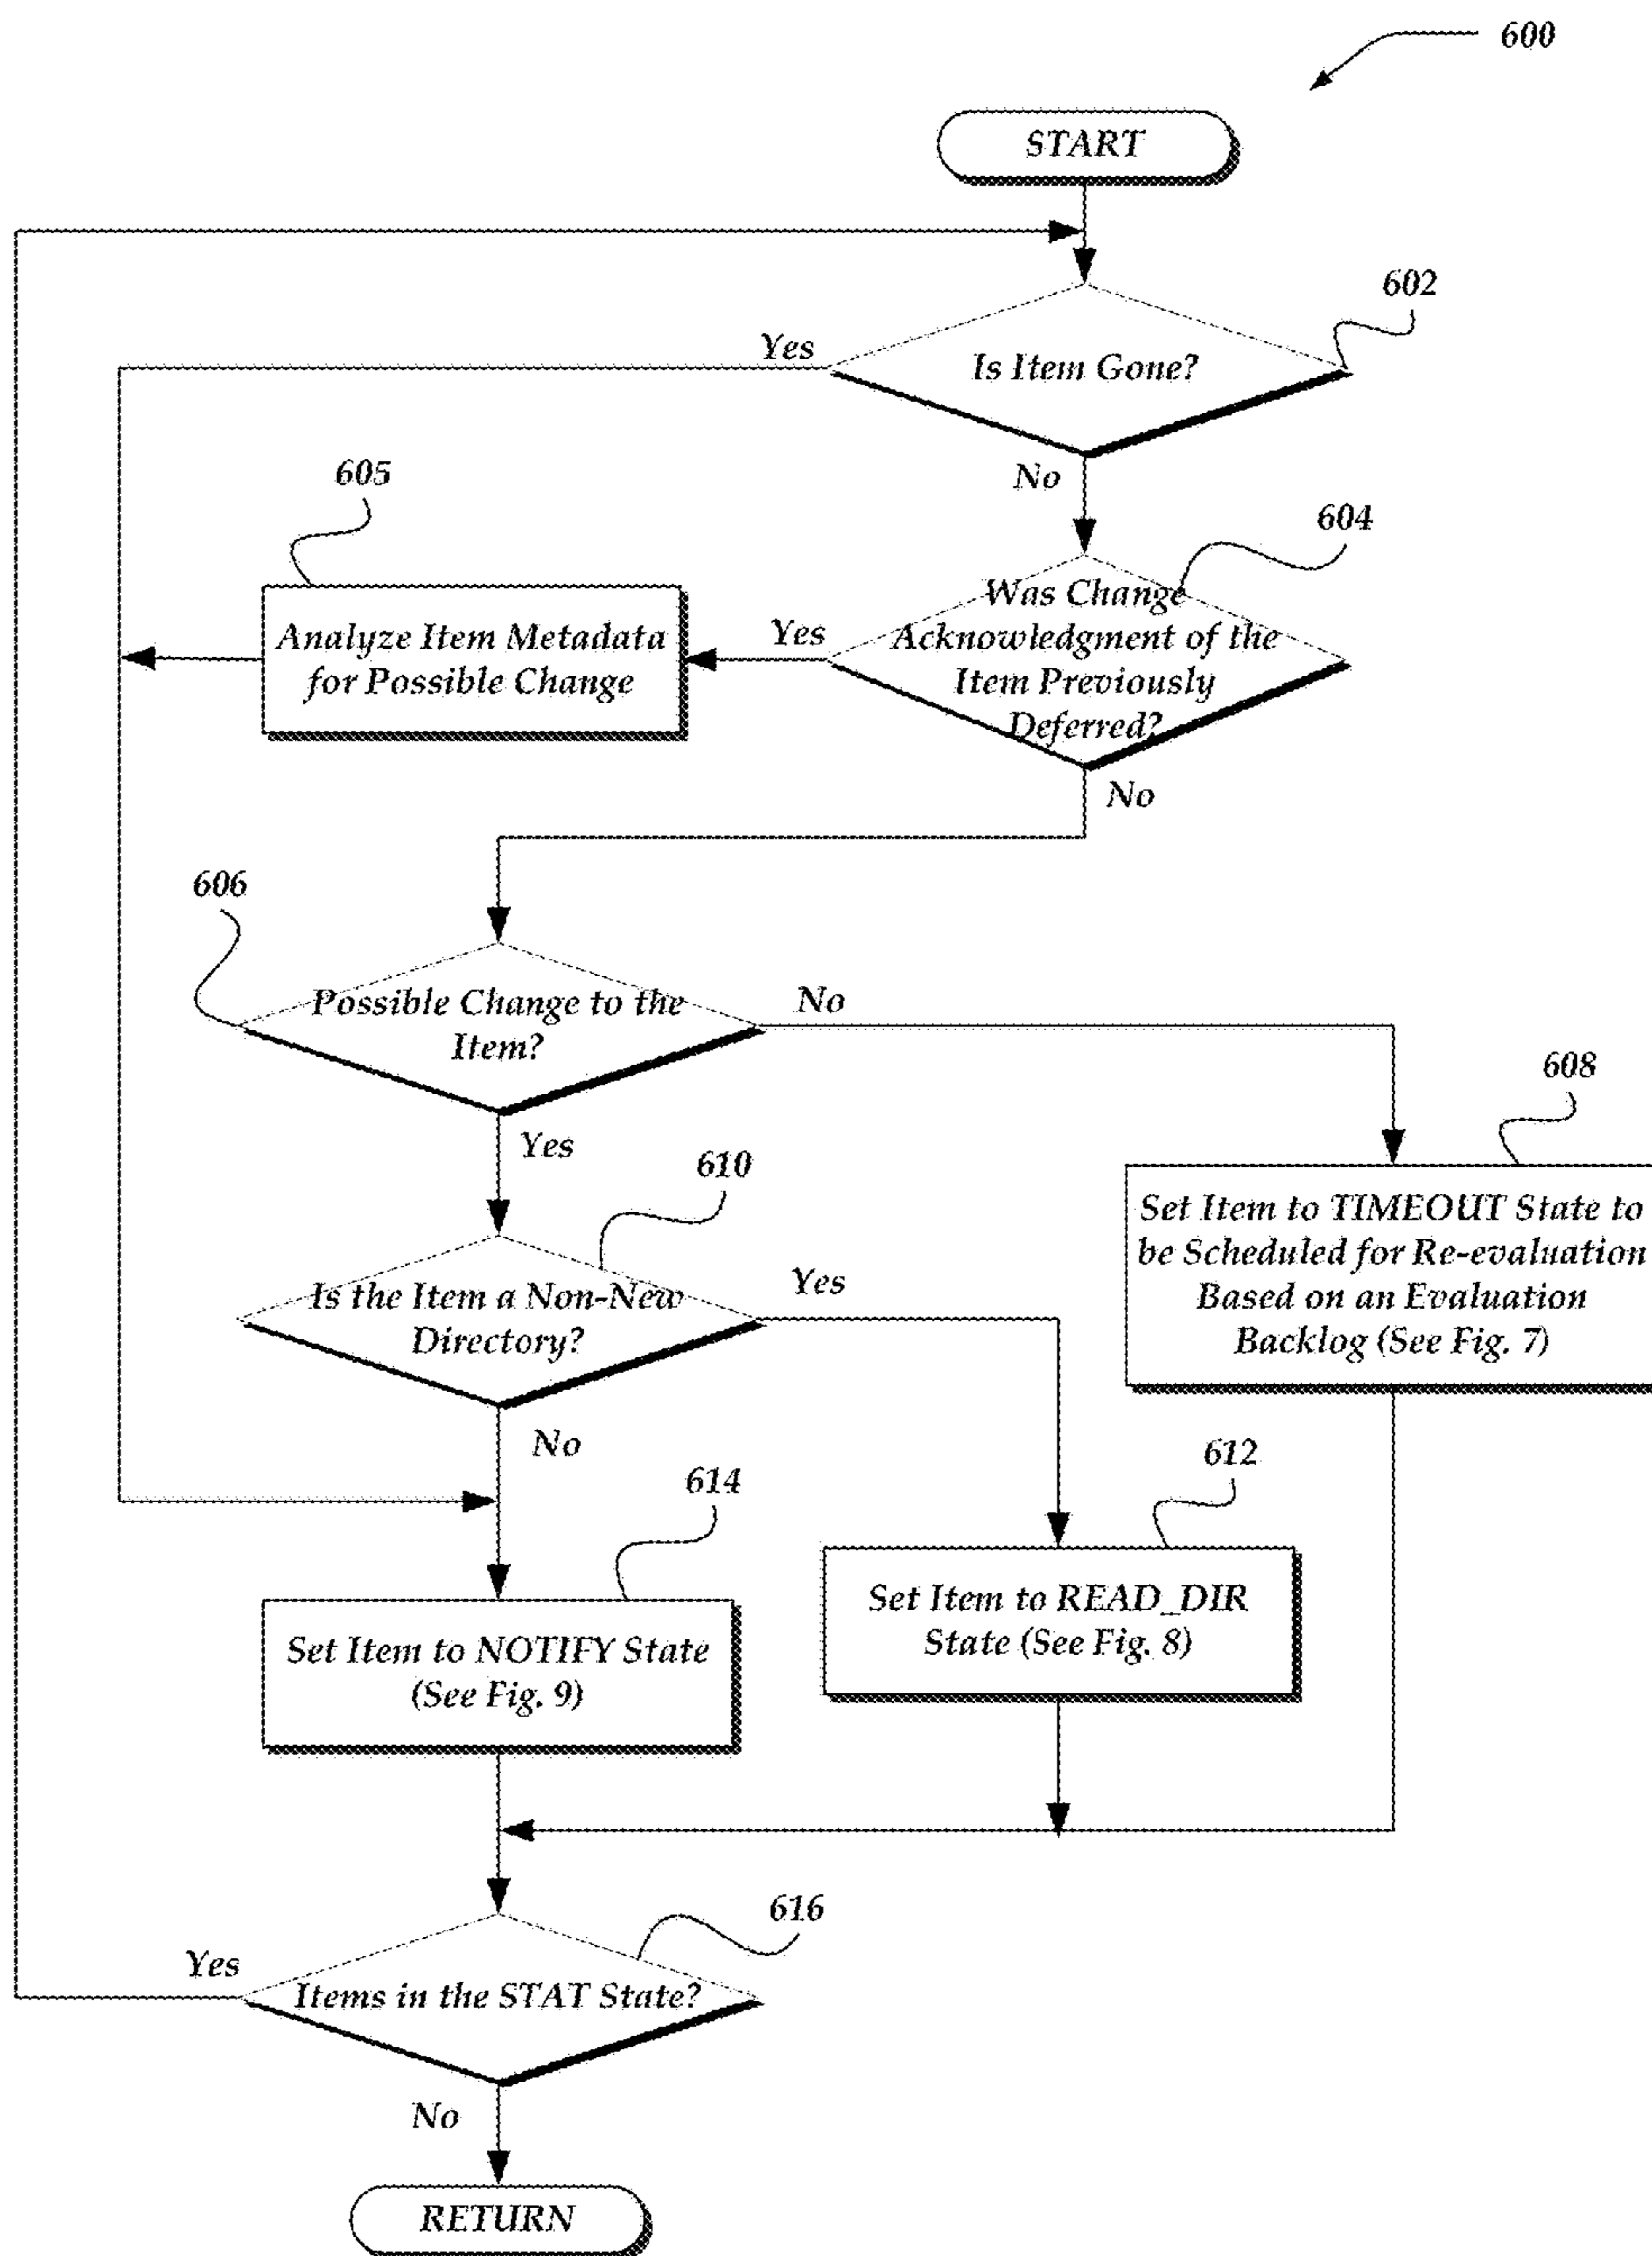 600
START
602
Yes
Is Item Gone?
No
605
604
Analyze Item Metadata
for Possible Change
Yes
Was Change
Acknowledgment of the
Item Previously
Deferred?
No
606
Possible Change to the
Item?
No
608
Yes
610
Set Item to TIMEOUT State to
be Scheduled for Re-evaluation
Based on an Evaluation
Backlog (See Fig. 7)
Is the Item a Non-New
Directory?
Yes
No
612
614
Set Item to READ_DIR
State (See Fig. 8)
Set Item to NOTIFY State
(See Fig. 9)
616
Yes
Items in the STAT State?
No
RETURN